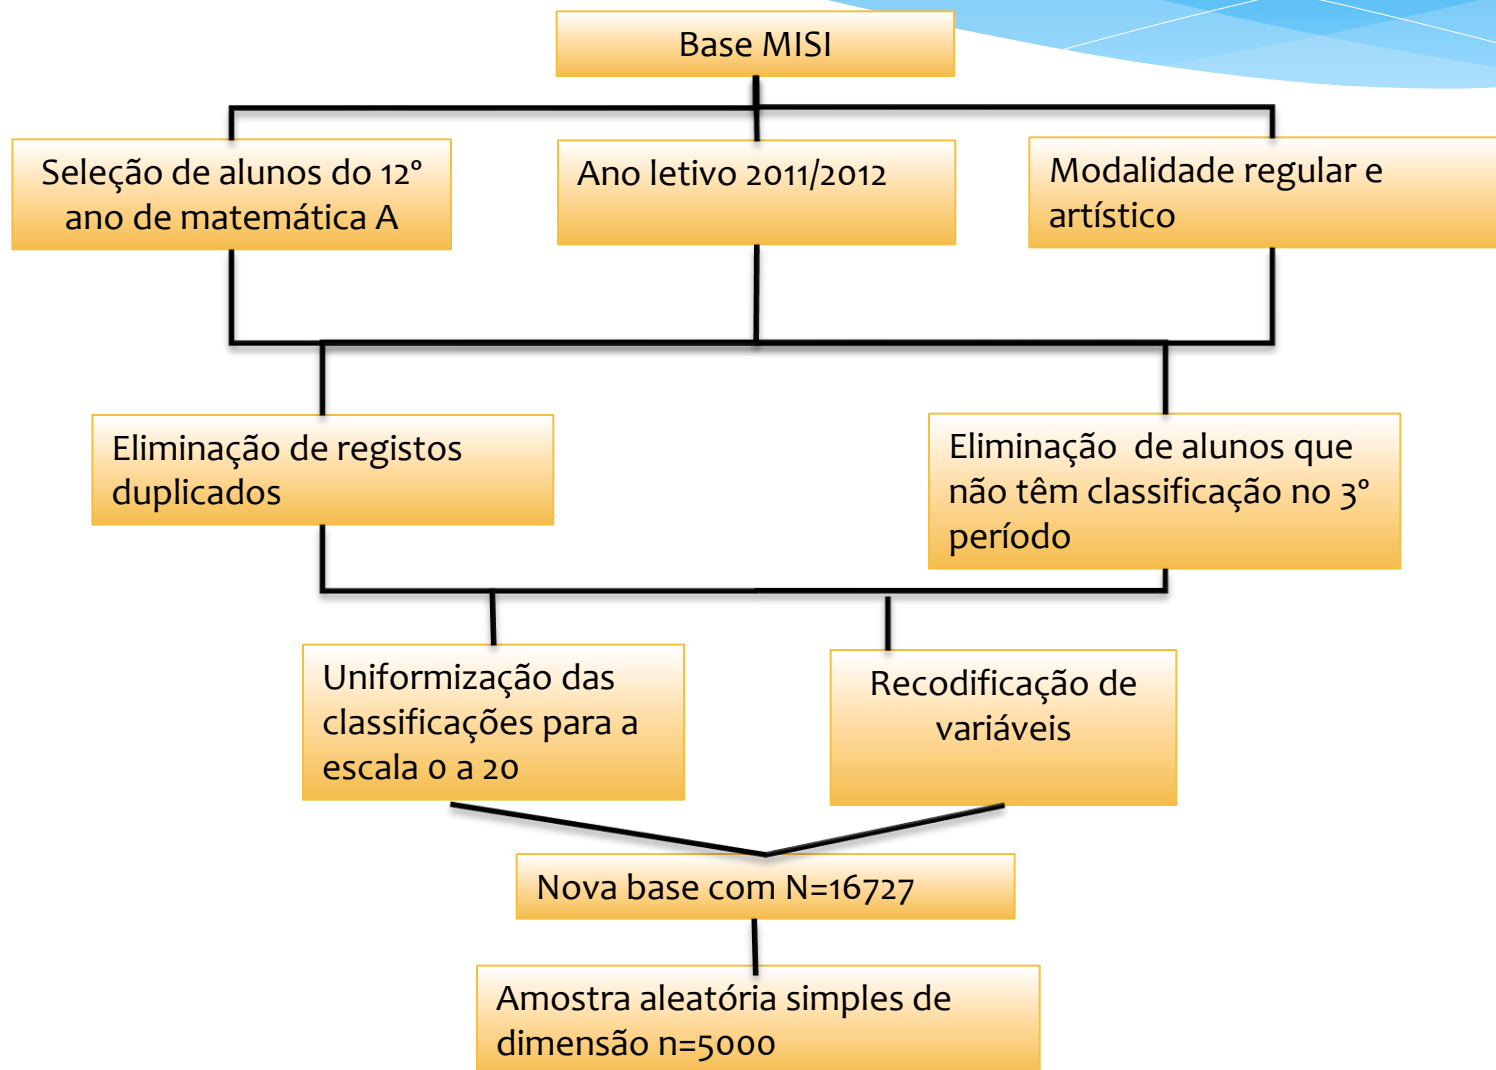 Base MISI
Seleção de alunos do 12º
ano de matemática A
Ano letivo 2011/2012
Modalidade regular e
artístico
Eliminação de registos
duplicados
Eliminação  de alunos que
não têm classificação no 3º
período
Uniformização das
classificações para a
escala 0 a 20
Recodificação de
variáveis
Nova base com N=16727
Amostra aleatória simples de
dimensão n=5000